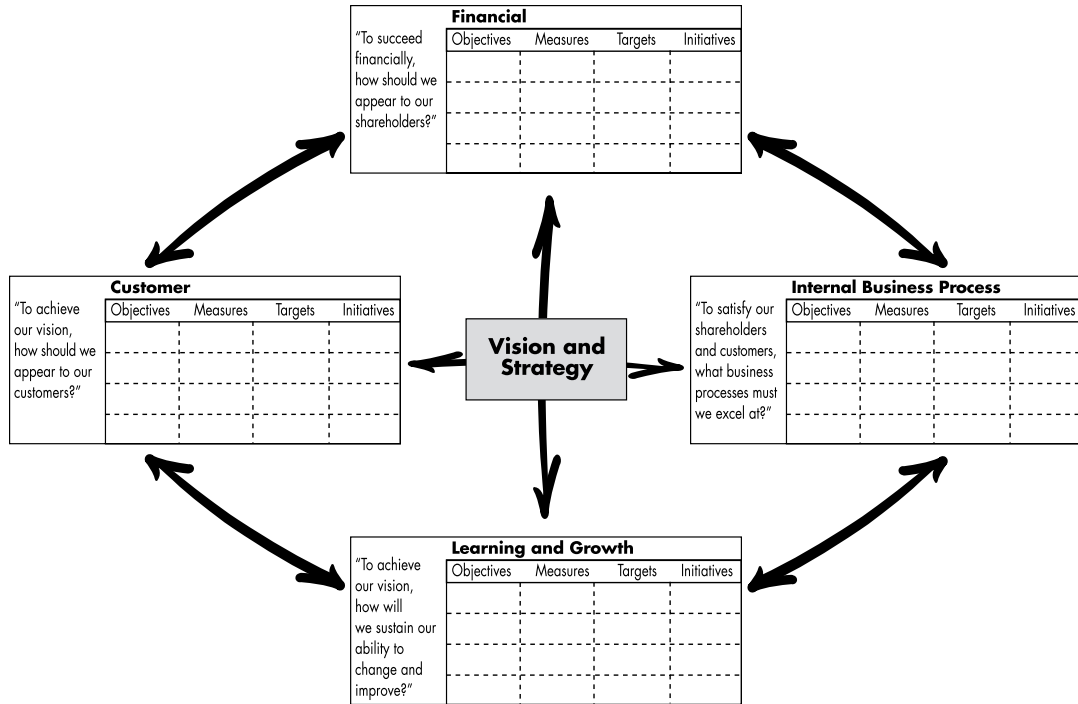 Financial
“To succeed
financially,
how should we
appear to our
shareholders?”
Objectives Measures Targets Initiatives
Customer
“To achieve
our vision,
how should we
appear to our
customers?”
Objectives Measures Targets Initiatives
Vision and
Strategy
Internal Business Process
“To satisfy our
shareholders
and customers,
what business
processes must
we excel at?”
Objectives Measures Targets Initiatives
Learning and Growth
“To achieve
our vision,
how will
we sustain our
ability to
change and
improve?”
Objectives Measures Targets Initiatives